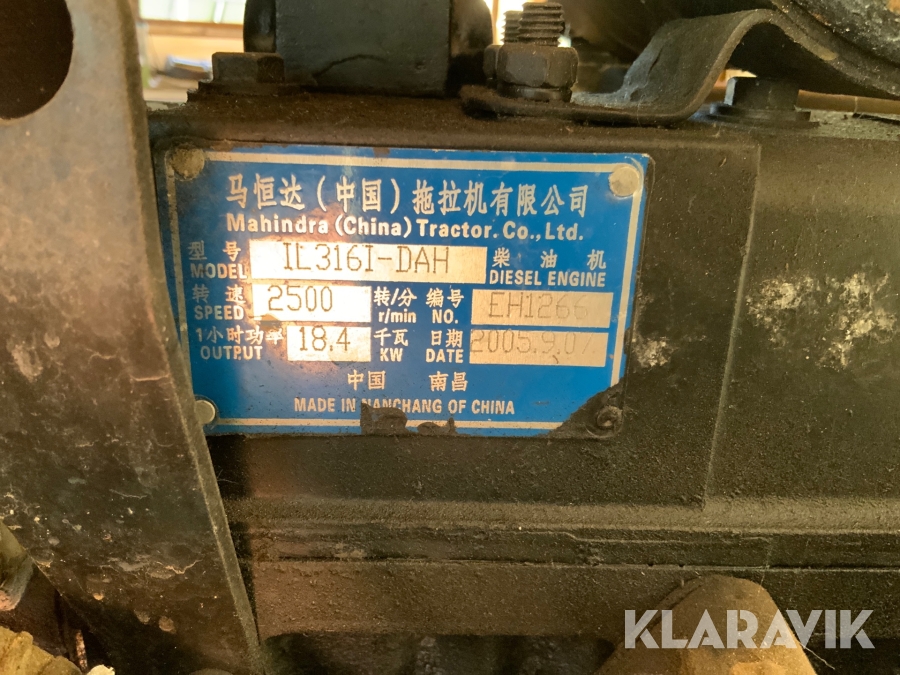 马恒达（中国）拖拉机有限公司
Mahindra (China) Tractor. Co., Ltd.
型号 IL316I-DAH 柴油机
MODEL DIESEL ENGINE
转速 2500 转/分 编号 EH1266
SPEED r/min NO.
1小时功率 18.4 千瓦 日期 2005.9.07
OUTPUT KW DATE
中国 南昌
MADE IN NANCHANG OF CHINA
KLARAVIK